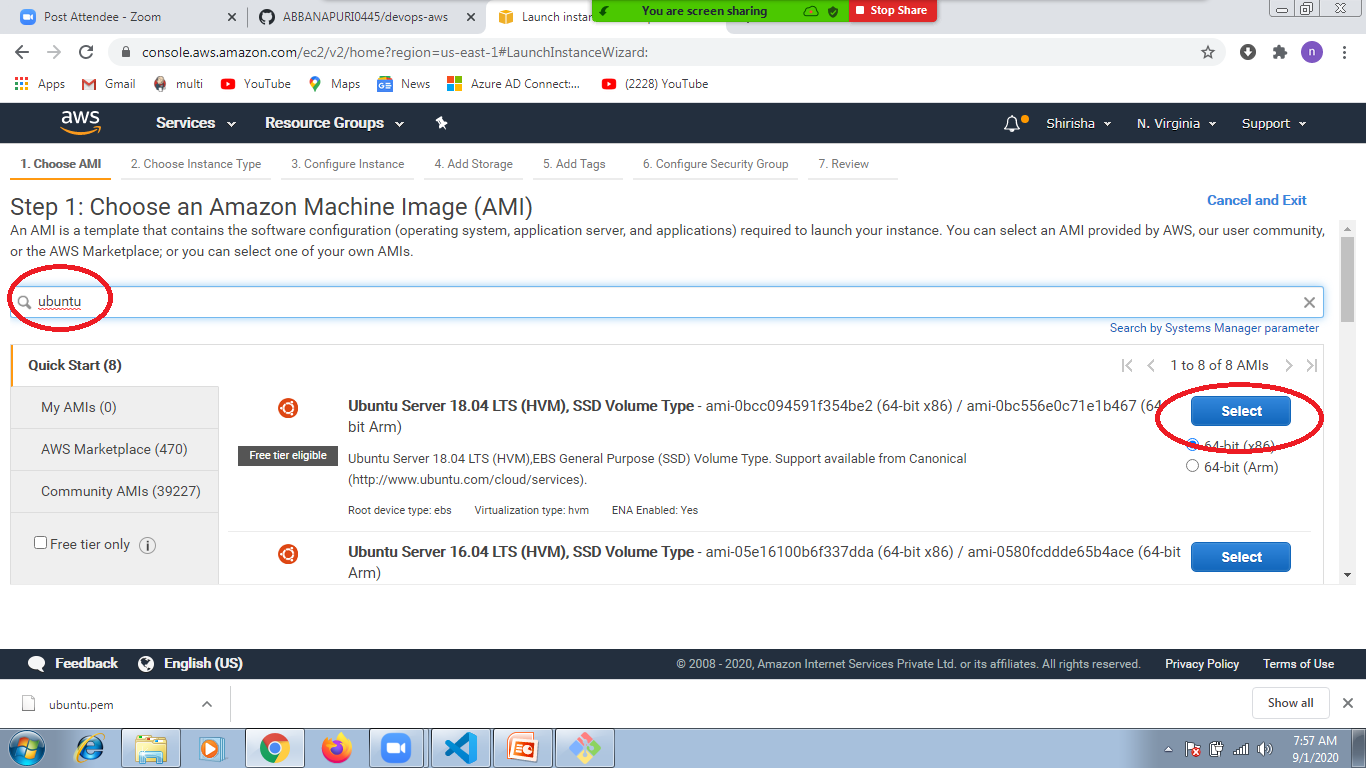 Post Attendee - Zoom
ABBANAPURI0445/devops-aws
Launch instan
You are screen sharing
Stop Share
console.aws.amazon.com/ec2/v2/home?region=us-east-1#LaunchInstanceWizard:
n
Apps
Gmail
multi
YouTube
Maps
News
Azure AD Connect:...
(2228) YouTube
aws
Services
Resource Groups
Shirisha
N. Virginia
Support
1. Choose AMI
2. Choose Instance Type
3. Configure Instance
4. Add Storage
5. Add Tags
6. Configure Security Group
7. Review
Step 1: Choose an Amazon Machine Image (AMI)
Cancel and Exit
An AMI is a template that contains the software configuration (operating system, application server, and applications) required to launch your instance. You can select an AMI provided by AWS, our user community,
or the AWS Marketplace; or you can select one of your own AMIs.
ubuntu
Search by Systems Manager parameter
Quick Start (8)
My AMIs (0)
AWS Marketplace (470)
Community AMIs (39227)
Free tier only
1 to 8 of 8 AMIs
Ubuntu Server 18.04 LTS (HVM), SSD Volume Type - ami-0bcc094591f354be2 (64-bit x86) / ami-0bc556e0c71e1b467 (64-
bit Arm)
Select
64-bit (x86)
64-bit (Arm)
Free tier eligible
Ubuntu Server 18.04 LTS (HVM),EBS General Purpose (SSD) Volume Type. Support available from Canonical
(http://www.ubuntu.com/cloud/services).
Root device type: ebs
Virtualization type: hvm
ENA Enabled: Yes
Ubuntu Server 16.04 LTS (HVM), SSD Volume Type - ami-05e16100b6f337dda (64-bit x86) / ami-0580fcddde65b4ace (64-bit
Arm)
Select
Feedback
English (US)
© 2008 - 2020, Amazon Internet Services Private Ltd. or its affiliates. All rights reserved.
Privacy Policy
Terms of Use
ubuntu.pem
Show all
7:57 AM
9/1/2020